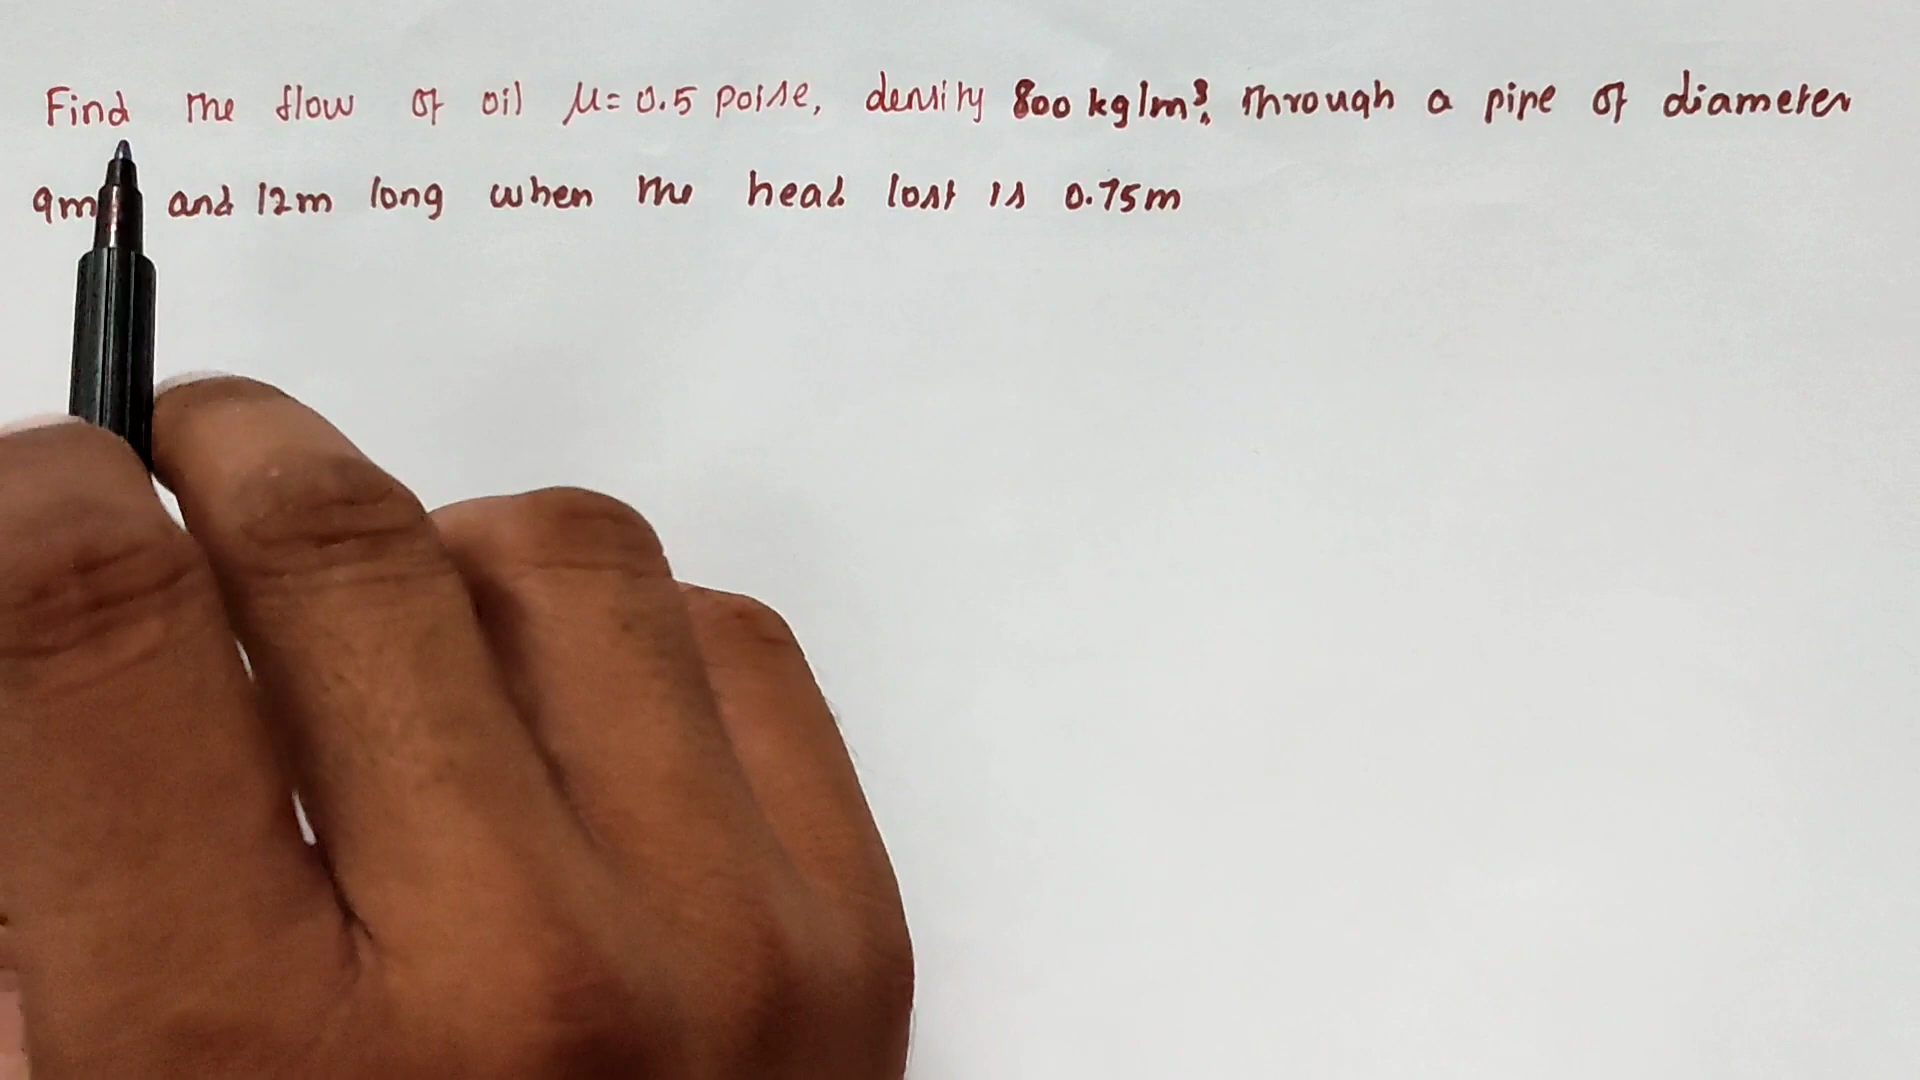 Find the flow of oil μ = 0.5 poise, density 800 kg/m³, through a pipe of diameter
and 12m long when the head lost is 0.75m